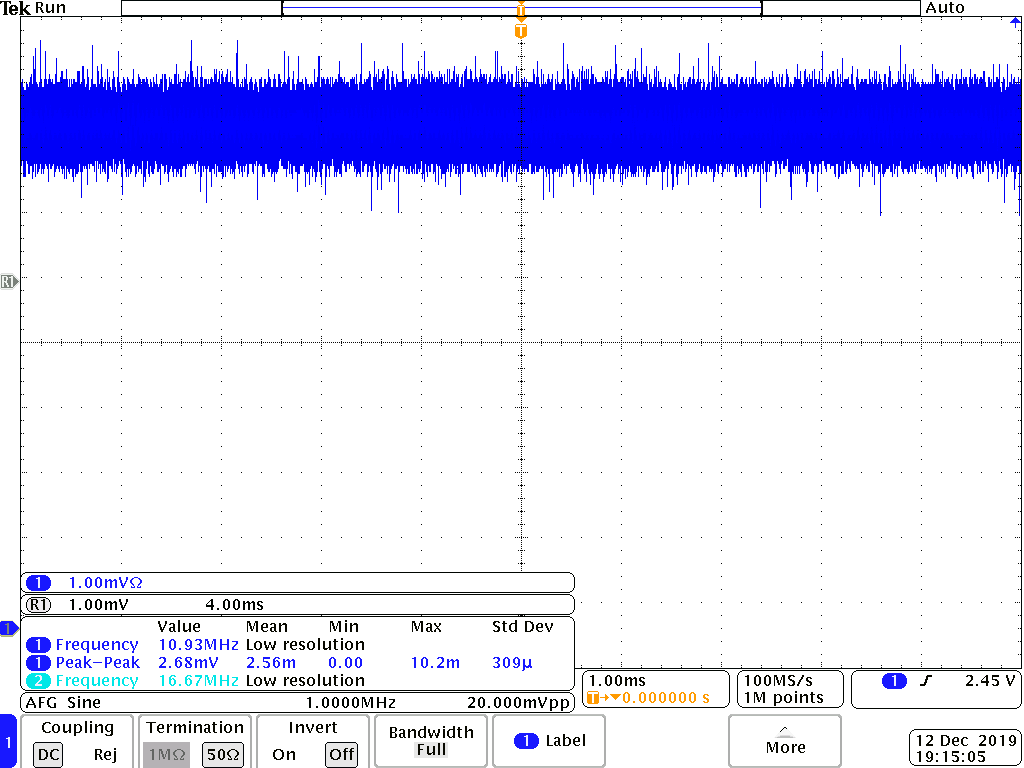 Tek Run Auto
T
T
R1
1 1.00mVΩ
R1 1.00mV 4.00ms
1
Value Mean Min Max Std Dev
1 Frequency 10.93MHz Low resolution
1 Peak-Peak 2.68mV 2.56m 0.00 10.2m 309µ
2 Frequency 16.67MHz Low resolution
AFG Sine 1.0000MHz 20.000mVpp
1.00ms
T→▼0.000000 s
100MS/s
1M points
1 2.45 V
1
Coupling
DC Rej
Termination
1MΩ 50Ω
Invert
On Off
Bandwidth
Full
1 Label
More
12 Dec 2019
19:15:05